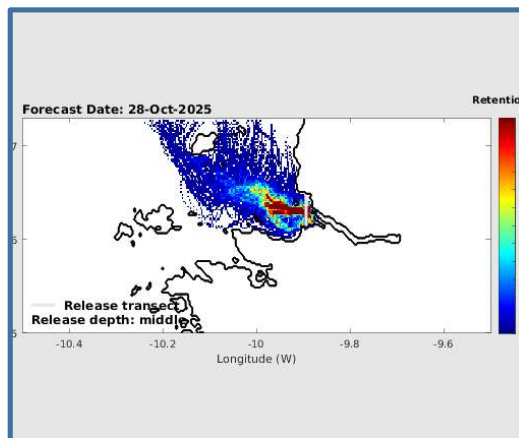 Retentio
Forecast Date: 28-Oct-2025
7
6
5
Release transect
Release depth: middle
-10.4 -10.2 -10 -9.8 -9.6
Longitude (W)